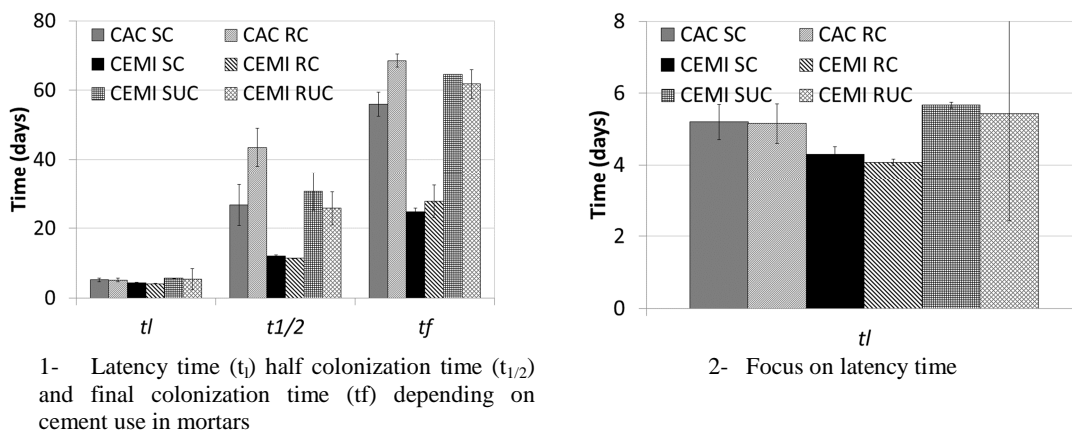 80
60
40
20
0
Time (days)
CAC SC
CAC RC
CEMI SC
CEMI RC
CEMI SUC
CEMI RUC
tl
t1/2
tf
1- Latency time (tl) half colonization time (t1/2)
and final colonization time (tf) depending on
cement use in mortars
8
6
4
2
0
Time (days)
CAC SC
CAC RC
CEMI SC
CEMI RC
CEMI SUC
CEMI RUC
tl
2- Focus on latency time